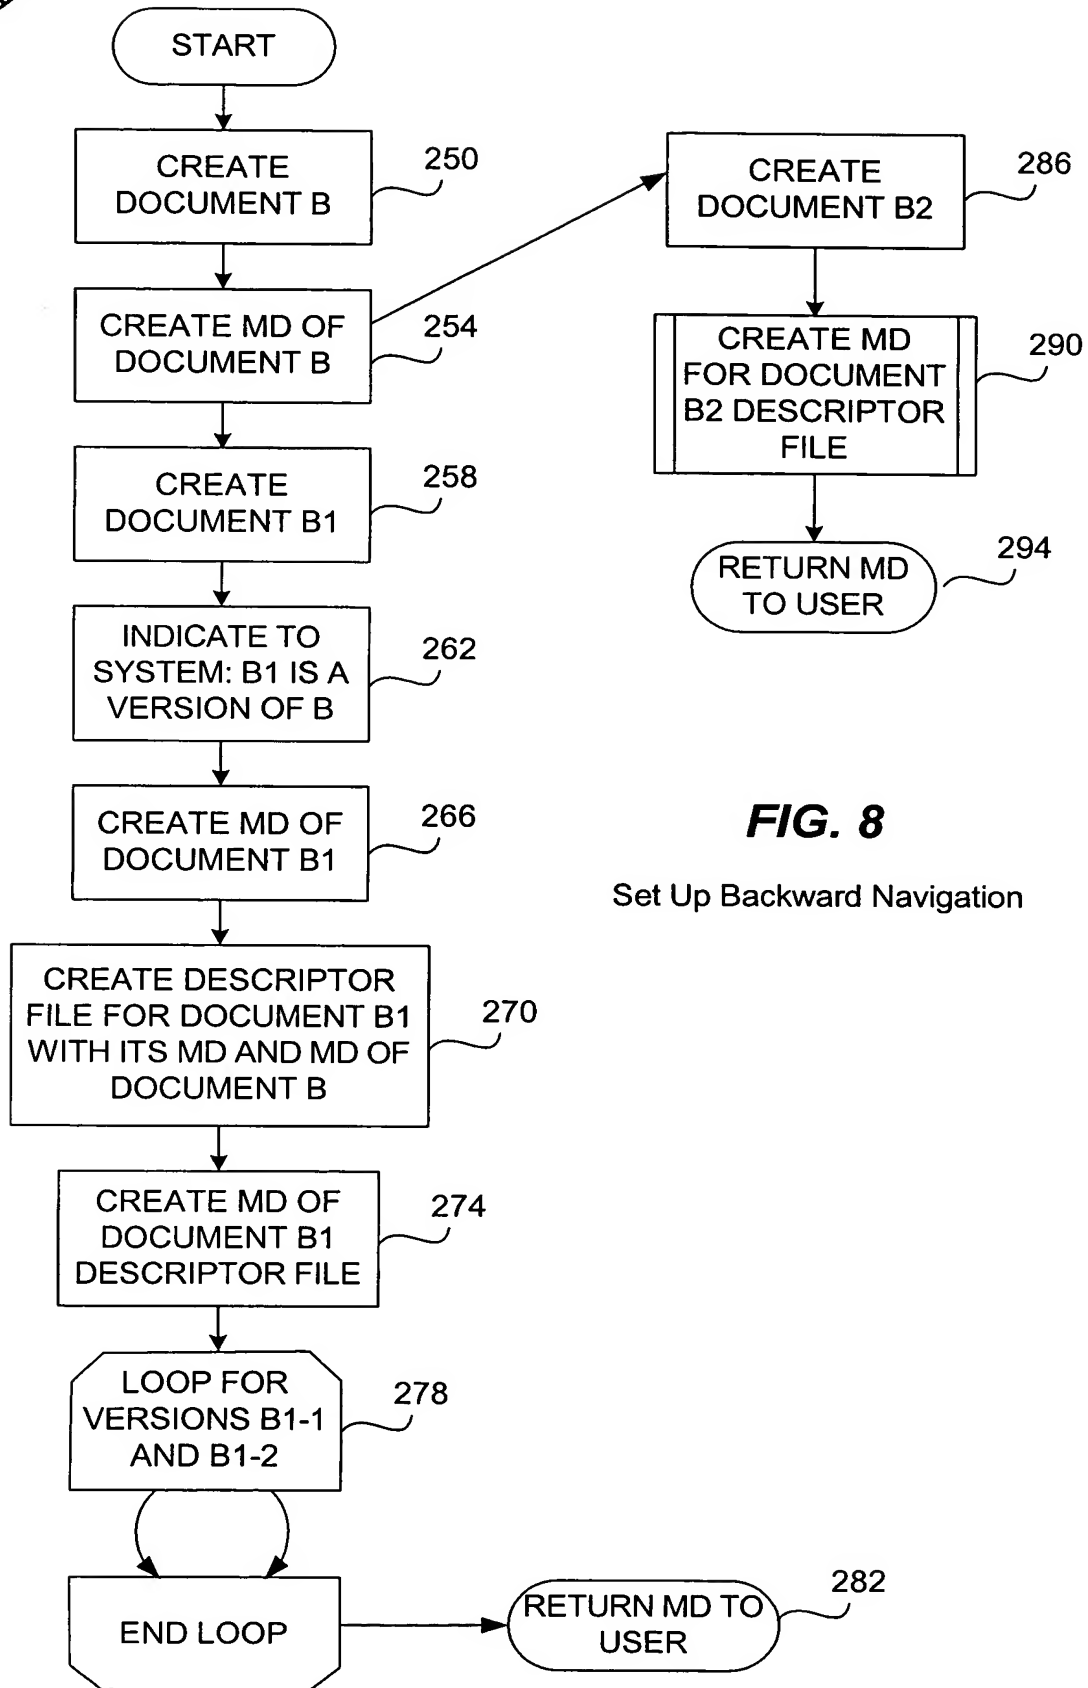 START
CREATE
DOCUMENT B
250
CREATE MD OF
DOCUMENT B
254
CREATE
DOCUMENT B1
258
INDICATE TO
SYSTEM: B1 IS A
VERSION OF B
262
CREATE MD OF
DOCUMENT B1
266
CREATE DESCRIPTOR
FILE FOR DOCUMENT B1
WITH ITS MD AND MD OF
DOCUMENT B
270
CREATE MD OF
DOCUMENT B1
DESCRIPTOR FILE
274
LOOP FOR
VERSIONS B1-1
AND B1-2
278
END LOOP
RETURN MD TO
USER
282
CREATE
DOCUMENT B2
286
CREATE MD
FOR DOCUMENT
B2 DESCRIPTOR
FILE
290
RETURN MD
TO USER
294
FIG. 8
Set Up Backward Navigation